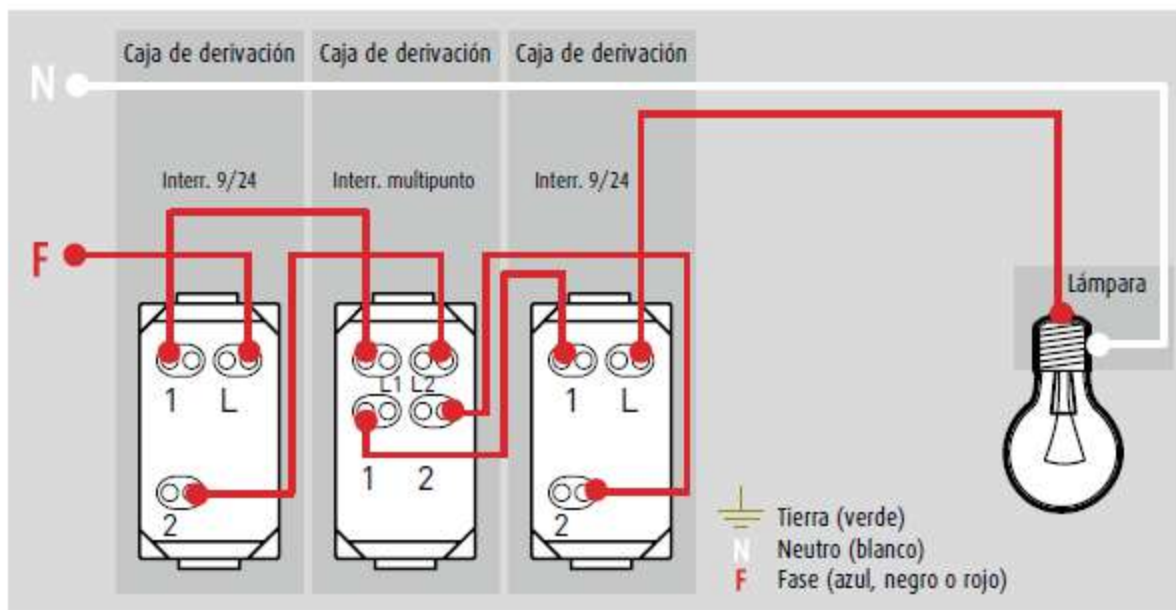 Caja de derivación Caja de derivación Caja de derivación
N
Interr. 9/24 Interr. multipunto Interr. 9/24
F
Lámpara
1 L L1 L2 1 L
1 2
2 2
Tierra (verde)
N Neutro (blanco)
F Fase (azul, negro o rojo)